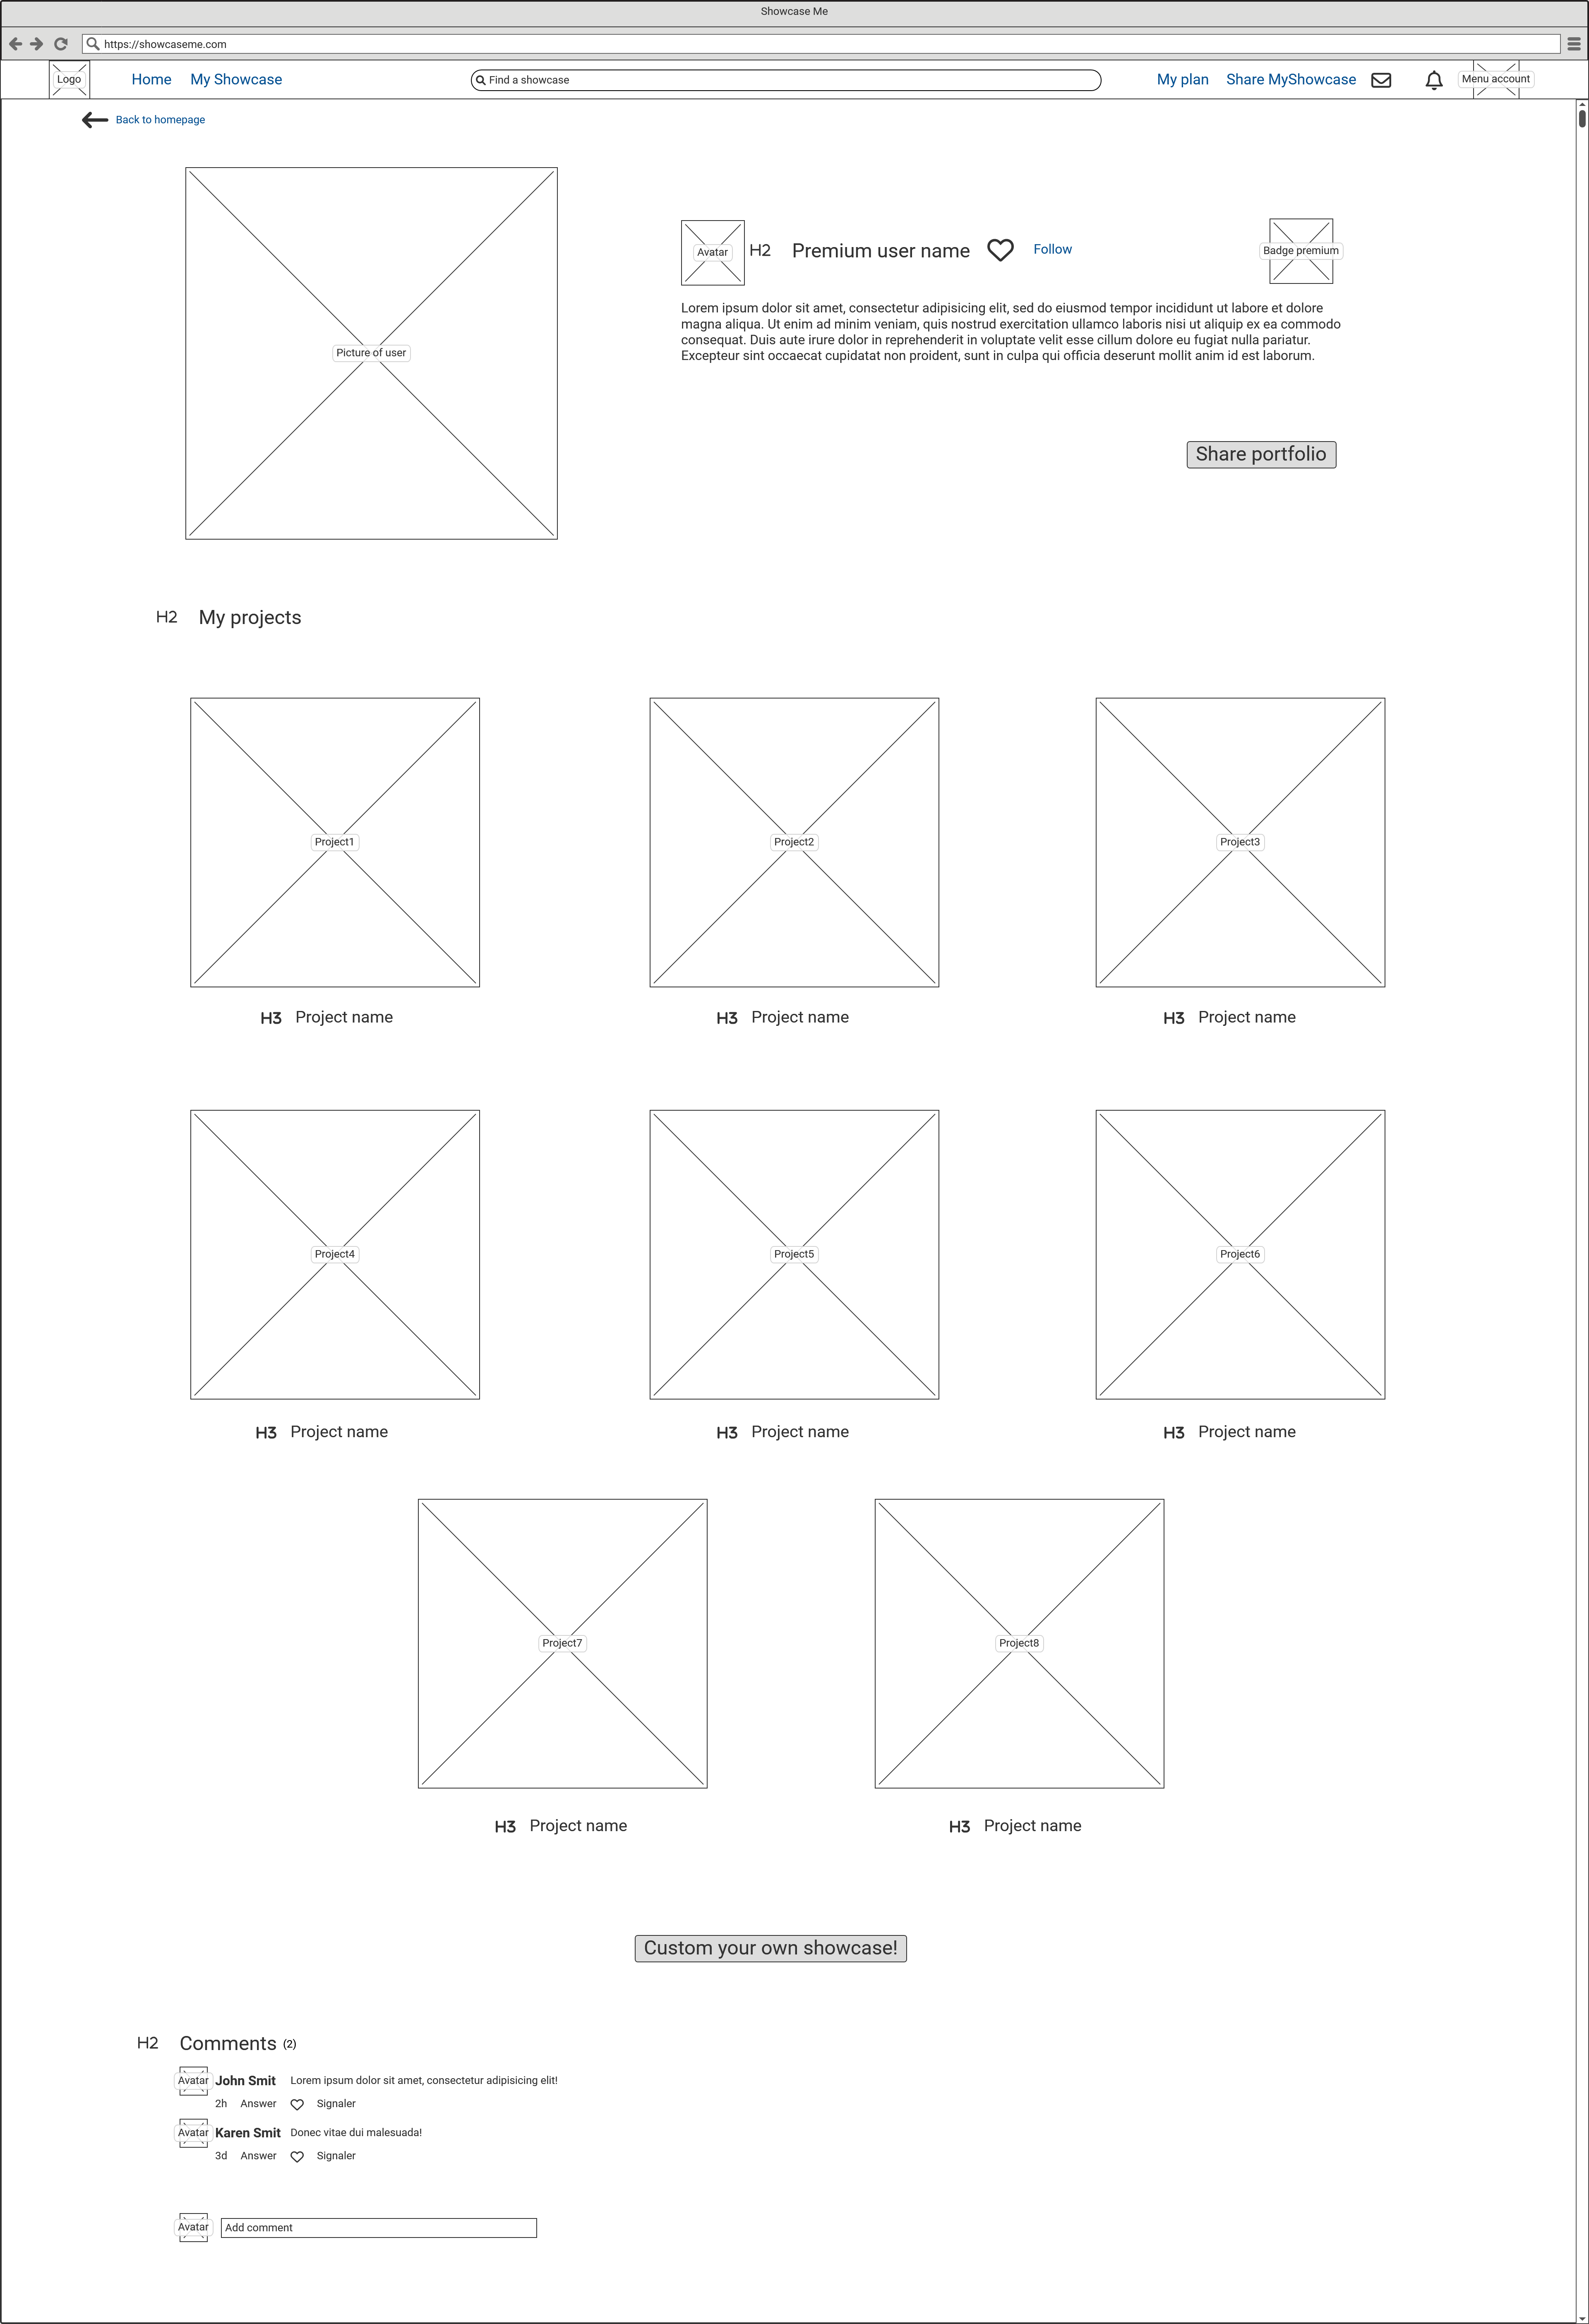 Showcase Me
https://showcaseme.com
Logo Home My Showcase Find a showcase My plan Share MyShowcase Menu account
Back to homepage
Picture of user
Avatar H2 Premium user name Follow Badge premium
Lorem ipsum dolor sit amet, consectetur adipisicing elit, sed do eiusmod tempor incididunt ut labore et dolore
magna aliqua. Ut enim ad minim veniam, quis nostrud exercitation ullamco laboris nisi ut aliquip ex ea commodo
consequat. Duis aute irure dolor in reprehenderit in voluptate velit esse cillum dolore eu fugiat nulla pariatur.
Excepteur sint occaecat cupidatat non proident, sunt in culpa qui officia deserunt mollit anim id est laborum.
Share portfolio
H2 My projects
Project1 Project2 Project3
H3 Project name H3 Project name H3 Project name
Project4 Project5 Project6
H3 Project name H3 Project name H3 Project name
Project7 Project8
H3 Project name H3 Project name
Custom your own showcase!
H2 Comments (2)
Avatar John Smit Lorem ipsum dolor sit amet, consectetur adipisicing elit!
2h Answer Signaler
Avatar Karen Smit Donec vitae dui malesuada!
3d Answer Signaler
Avatar Add comment